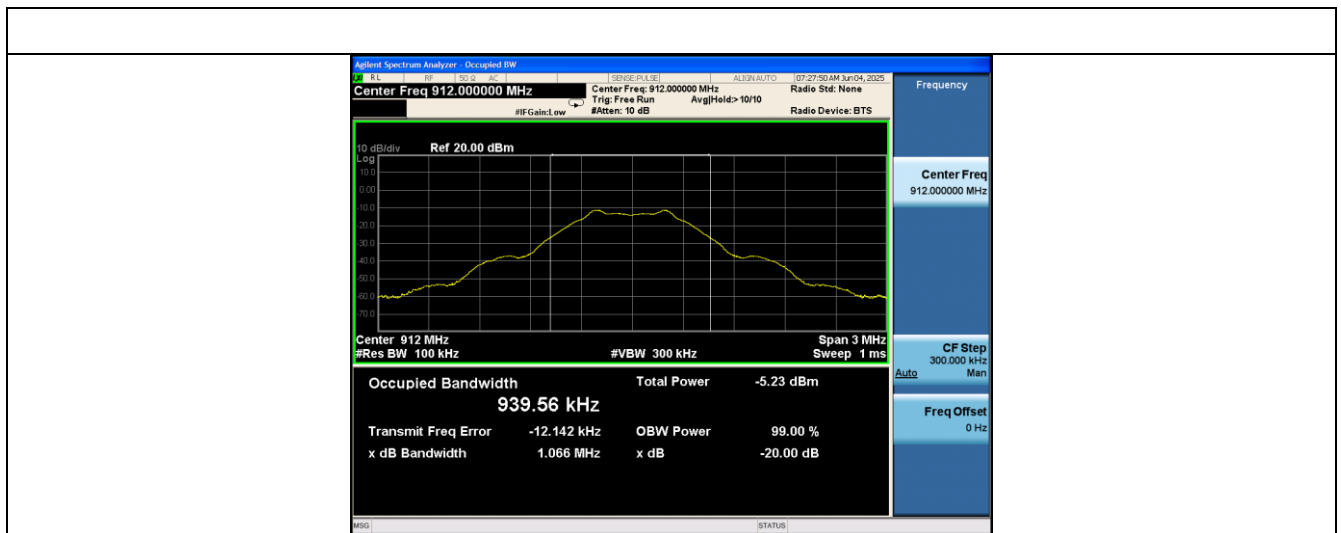 Agilent Spectrum Analyzer - Occupied BW
RL RF 50 Ω AC SENSE:PULSE ALIGN AUTO 07:27:50 AM Jun 04, 2025
Center Freq 912.000000 MHz
Center Freq: 912.000000 MHz Radio Std: None
Trig: Free Run Avg|Hold:> 10/10
#IFGain:Low #Atten: 10 dB Radio Device: BTS
10 dB/div Ref 20.00 dBm
Log
10.0
0.00
-10.0
-20.0
-30.0
-40.0
-50.0
-60.0
-70.0
Center 912 MHz Span 3 MHz
#Res BW 100 kHz #VBW 300 kHz Sweep 1 ms
Occupied Bandwidth Total Power -5.23 dBm
939.56 kHz
Transmit Freq Error -12.142 kHz OBW Power 99.00 %
x dB Bandwidth 1.066 MHz x dB -20.00 dB
MSG STATUS
Frequency
Center Freq
912.000000 MHz
CF Step
300.000 kHz
Auto Man
Freq Offset
0 Hz